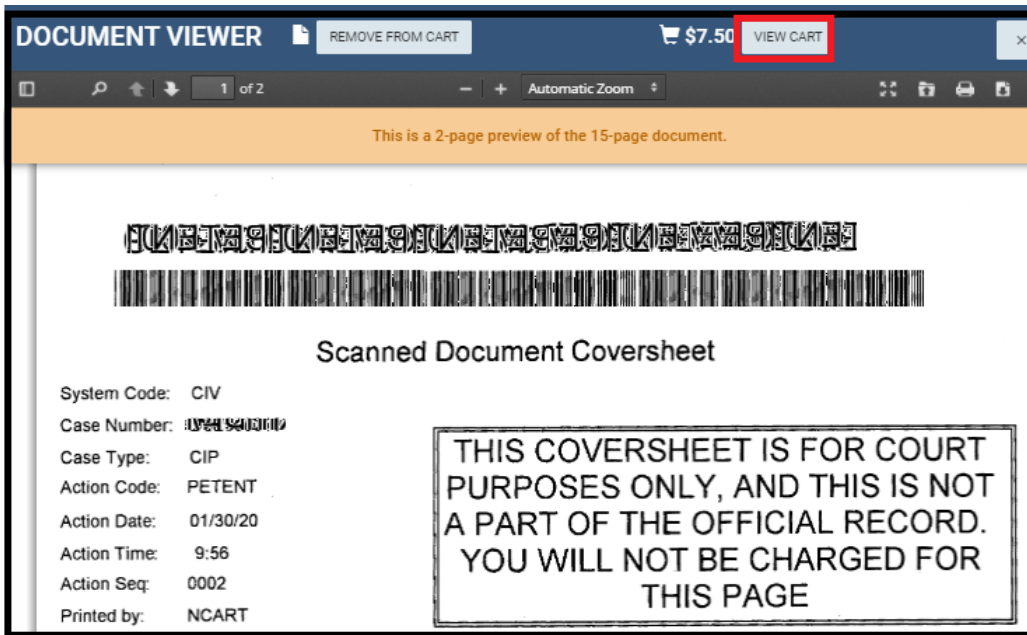 DOCUMENT VIEWER REMOVE FROM CART $7.50 VIEW CART ×
1 of 2 − + Automatic Zoom
This is a 2-page preview of the 15-page document.
Scanned Document Coversheet
System Code: CIV
Case Number:
Case Type: CIP
Action Code: PETENT
Action Date: 01/30/20
Action Time: 9:56
Action Seq: 0002
Printed by: NCART
THIS COVERSHEET IS FOR COURT
PURPOSES ONLY, AND THIS IS NOT
A PART OF THE OFFICIAL RECORD.
YOU WILL NOT BE CHARGED FOR
THIS PAGE